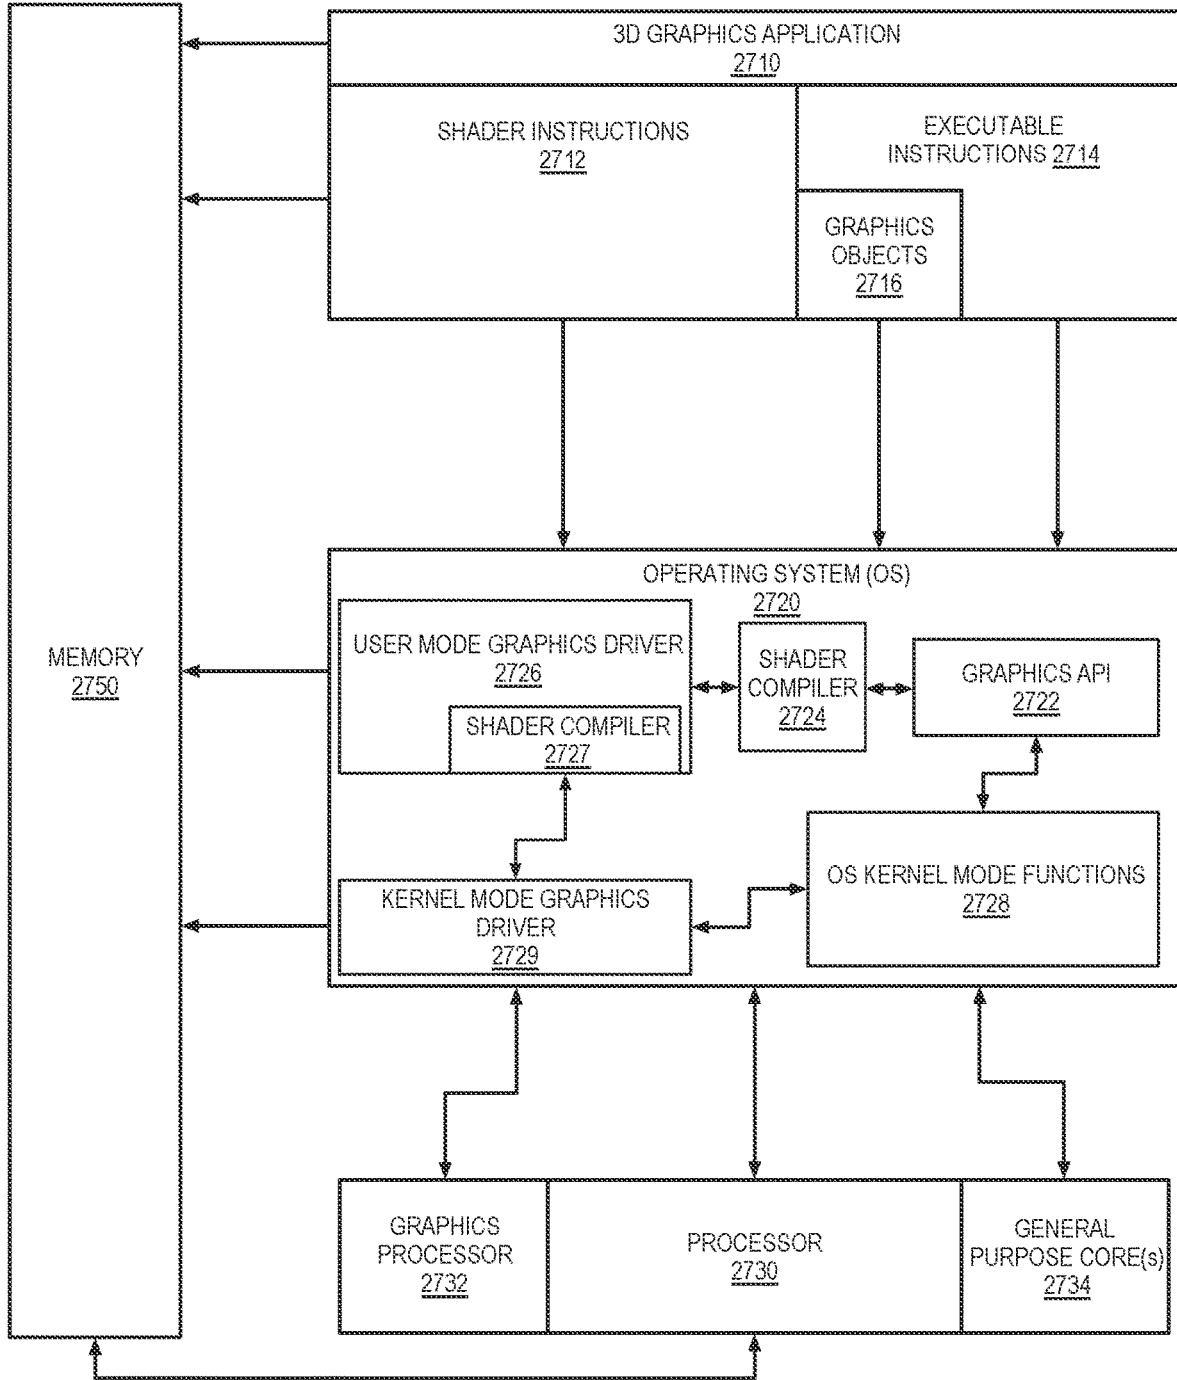 3D GRAPHICS APPLICATION
2710
SHADER INSTRUCTIONS
2712
EXECUTABLE
INSTRUCTIONS 2714
GRAPHICS
OBJECTS
2716
MEMORY
2750
OPERATING SYSTEM (OS)
2720
USER MODE GRAPHICS DRIVER
2726
SHADER COMPILER
2727
SHADER
COMPILER
2724
GRAPHICS API
2722
KERNEL MODE GRAPHICS
DRIVER
2729
OS KERNEL MODE FUNCTIONS
2728
GRAPHICS
PROCESSOR
2732
PROCESSOR
2730
GENERAL
PURPOSE CORE(s)
2734